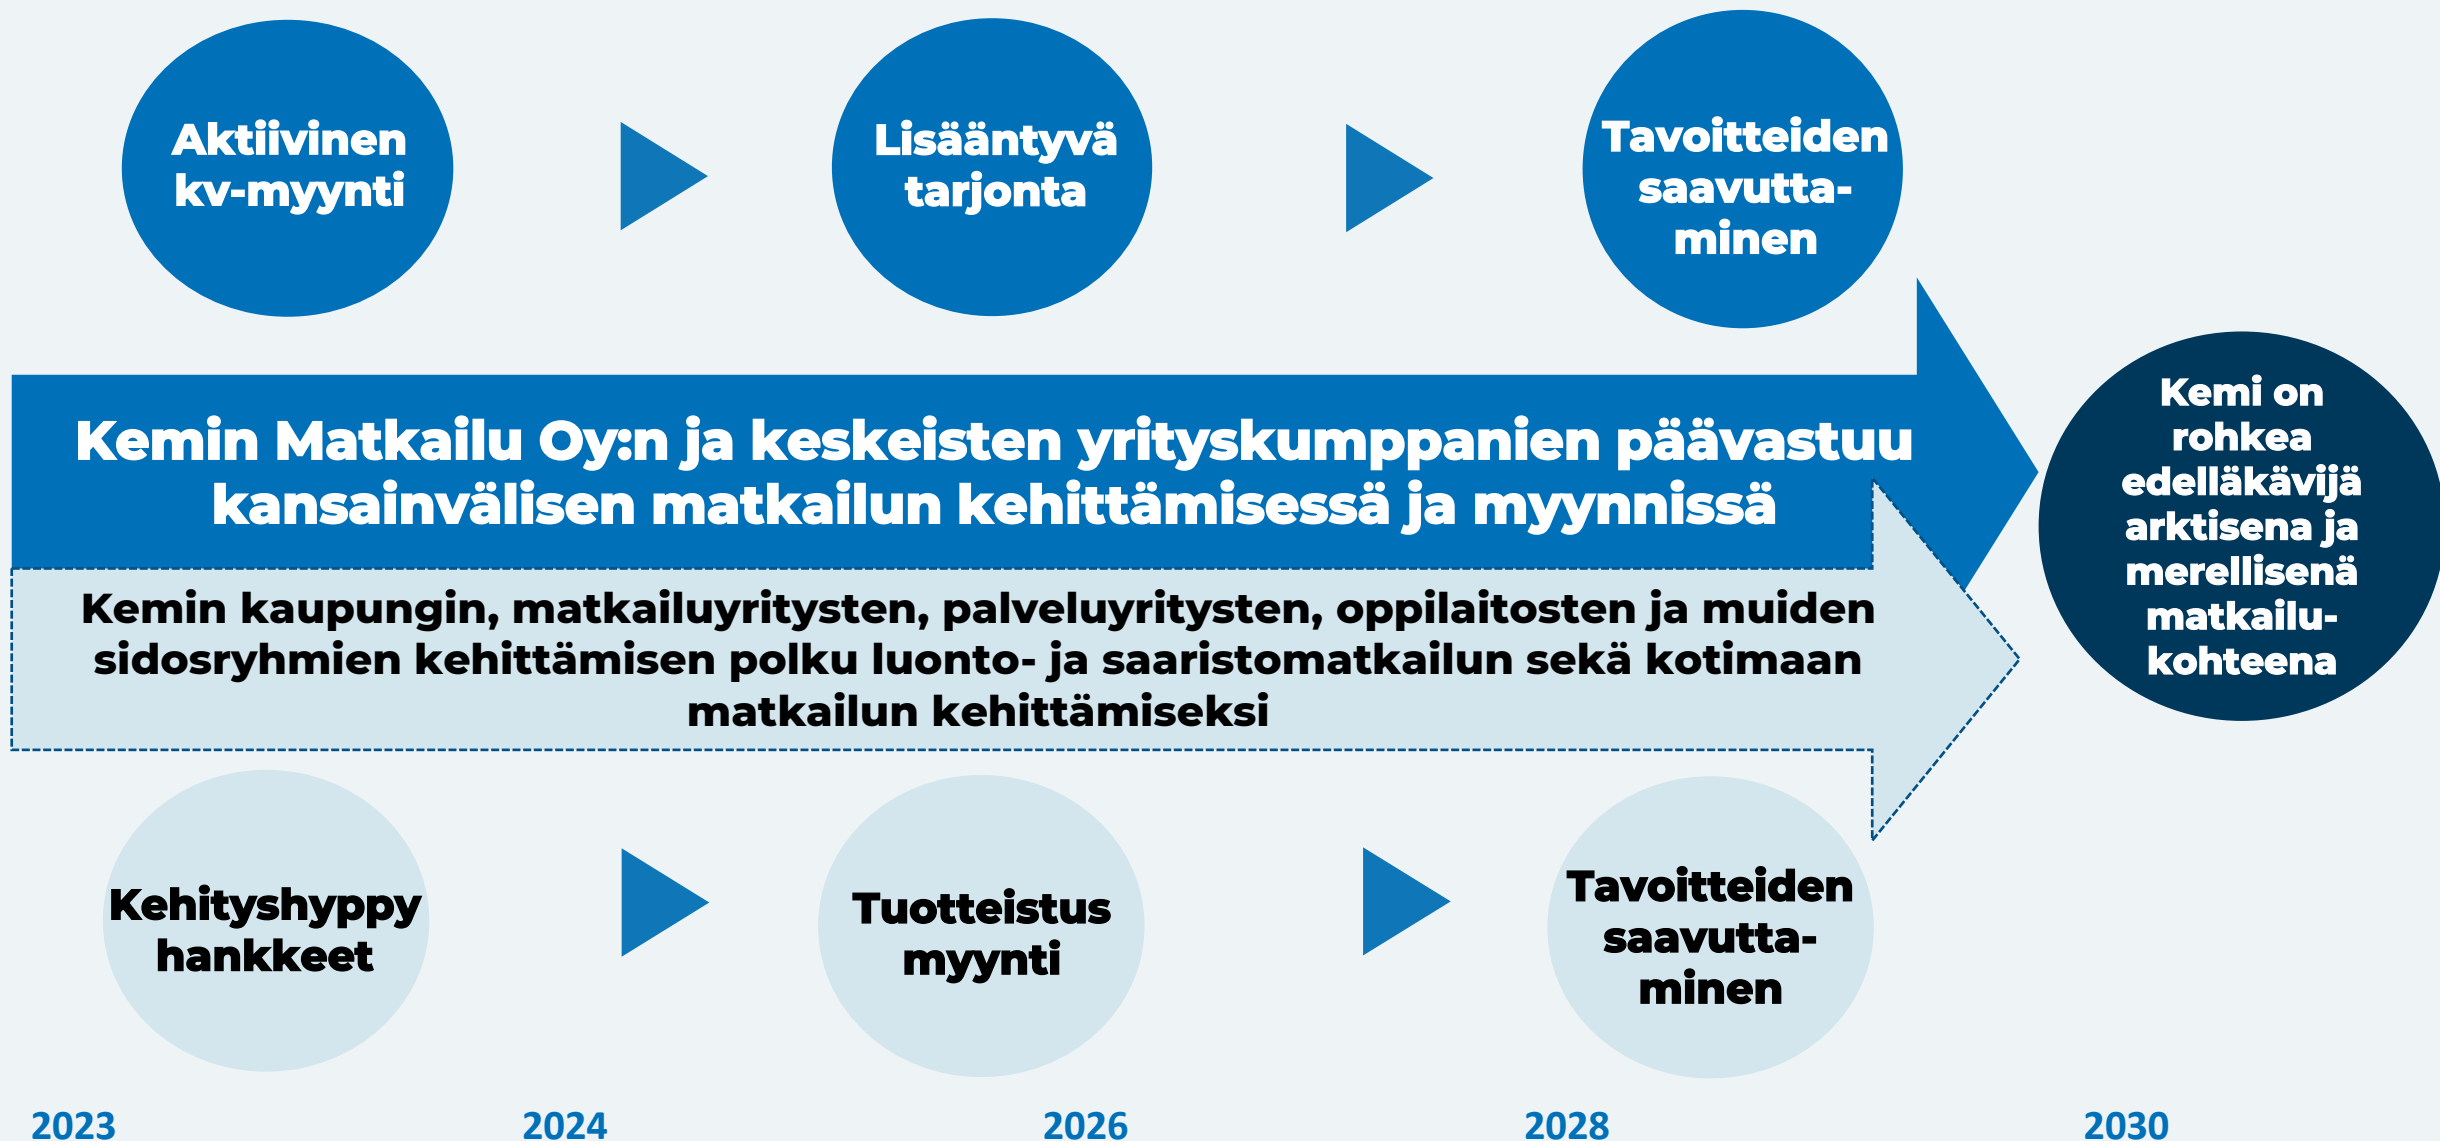 Aktiivinen
kv-myynti
Lisääntyvä
tarjonta
Tavoitteiden
saavutta-
minen
Kemin Matkailu Oy:n ja keskeisten yrityskumppanien päävastuu
kansainvälisen matkailun kehittämisessä ja myynnissä
Kemi on
rohkea
edelläkävijä
arktisena ja
merellisenä
matkailu-
kohteena
Kemin kaupungin, matkailuyritysten, palveluyritysten, oppilaitosten ja muiden
sidosryhmien kehittämisen polku luonto- ja saaristomatkailun sekä kotimaan
matkailun kehittämiseksi
Kehityshyppy
hankkeet
Tuotteistus
myynti
Tavoitteiden
saavutta-
minen
2023
2024
2026
2028
2030